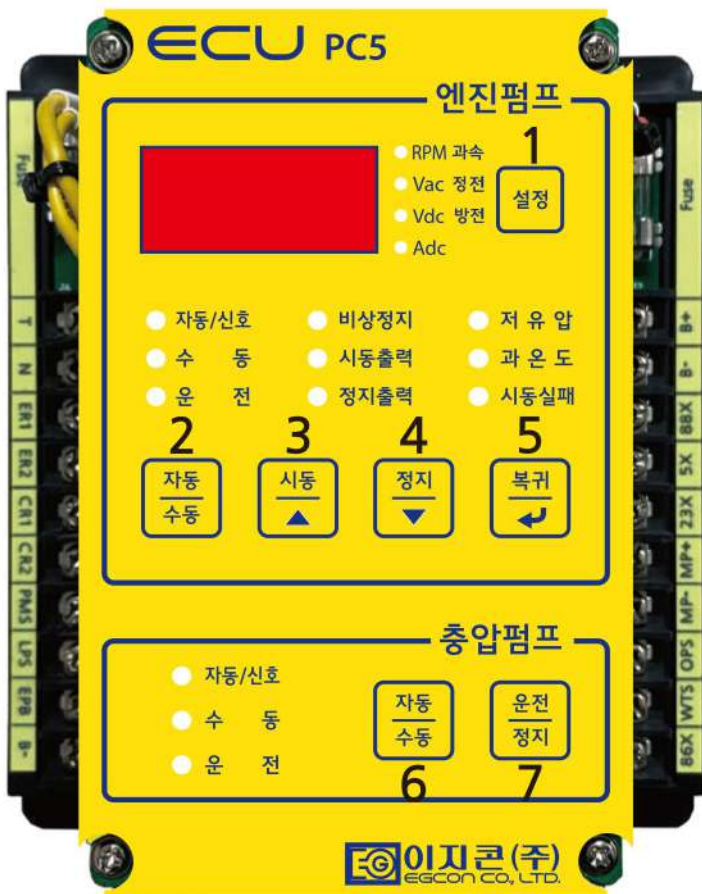 ECU PC5
엔진펌프
RPM 과속
Vac 정전
Vdc 방전
Adc
1
설정
자동/신호
비상정지
저 유 압
수 동
시동출력
과 온 도
운 전
정지출력
시동실패
2
3
4
5
자동
수동
시동
정지
복귀
충압펌프
자동/신호
수 동
운 전
자동
수동
운전
정지
6
7
EG 이지콘(주)
EGCON CO., LTD.
Fuse
T
N
ER1
ER2
CR1
CR2
PMS
LPS
EPB
B-
Fuse
B+
B-
88X
5X
23X
MP+
MP-
OPS
WTS
86X